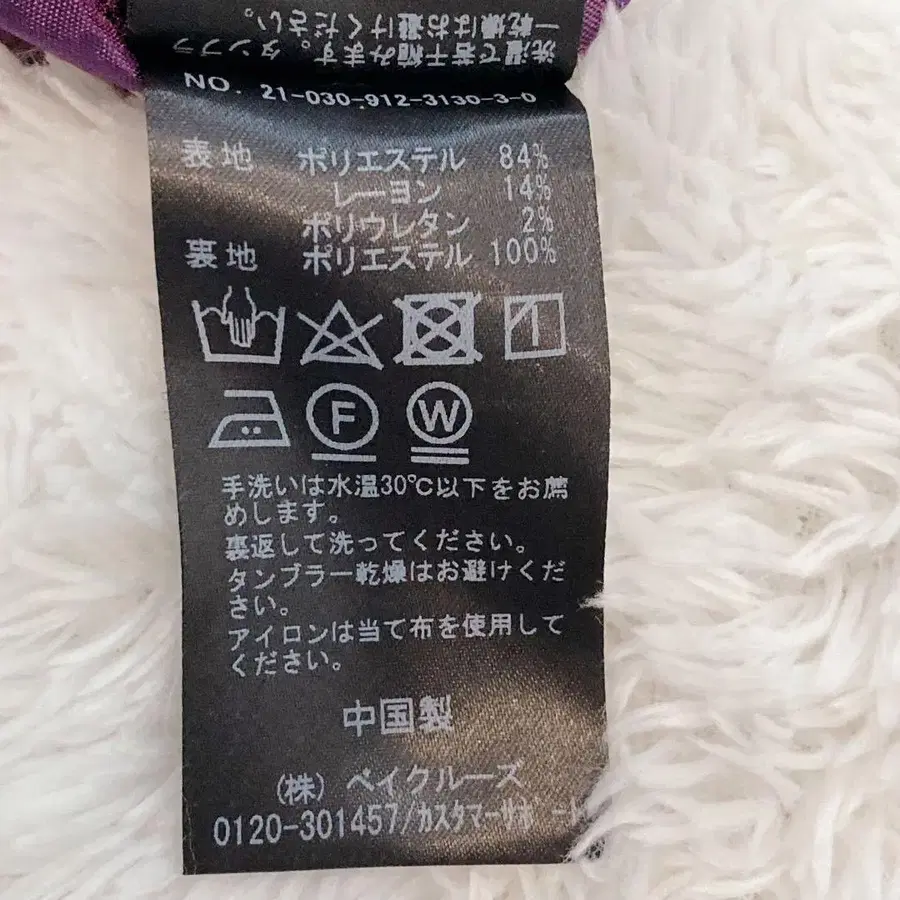 洗濯で若干縮みます。タンブラ
ー乾燥はお避けください。
NO. 21-030-912-3130-3-0
表地 ポリエステル 84%
レーヨン 14%
ポリウレタン 2%
裏地 ポリエステル 100%
F W
手洗いは水温30℃以下をお薦
めします。
裏返して洗ってください。
タンブラー乾燥はお避けくだ
さい。
アイロンは当て布を使用して
ください。
中国製
(株) ベイクルーズ
0120-301457/カスタマーサポート